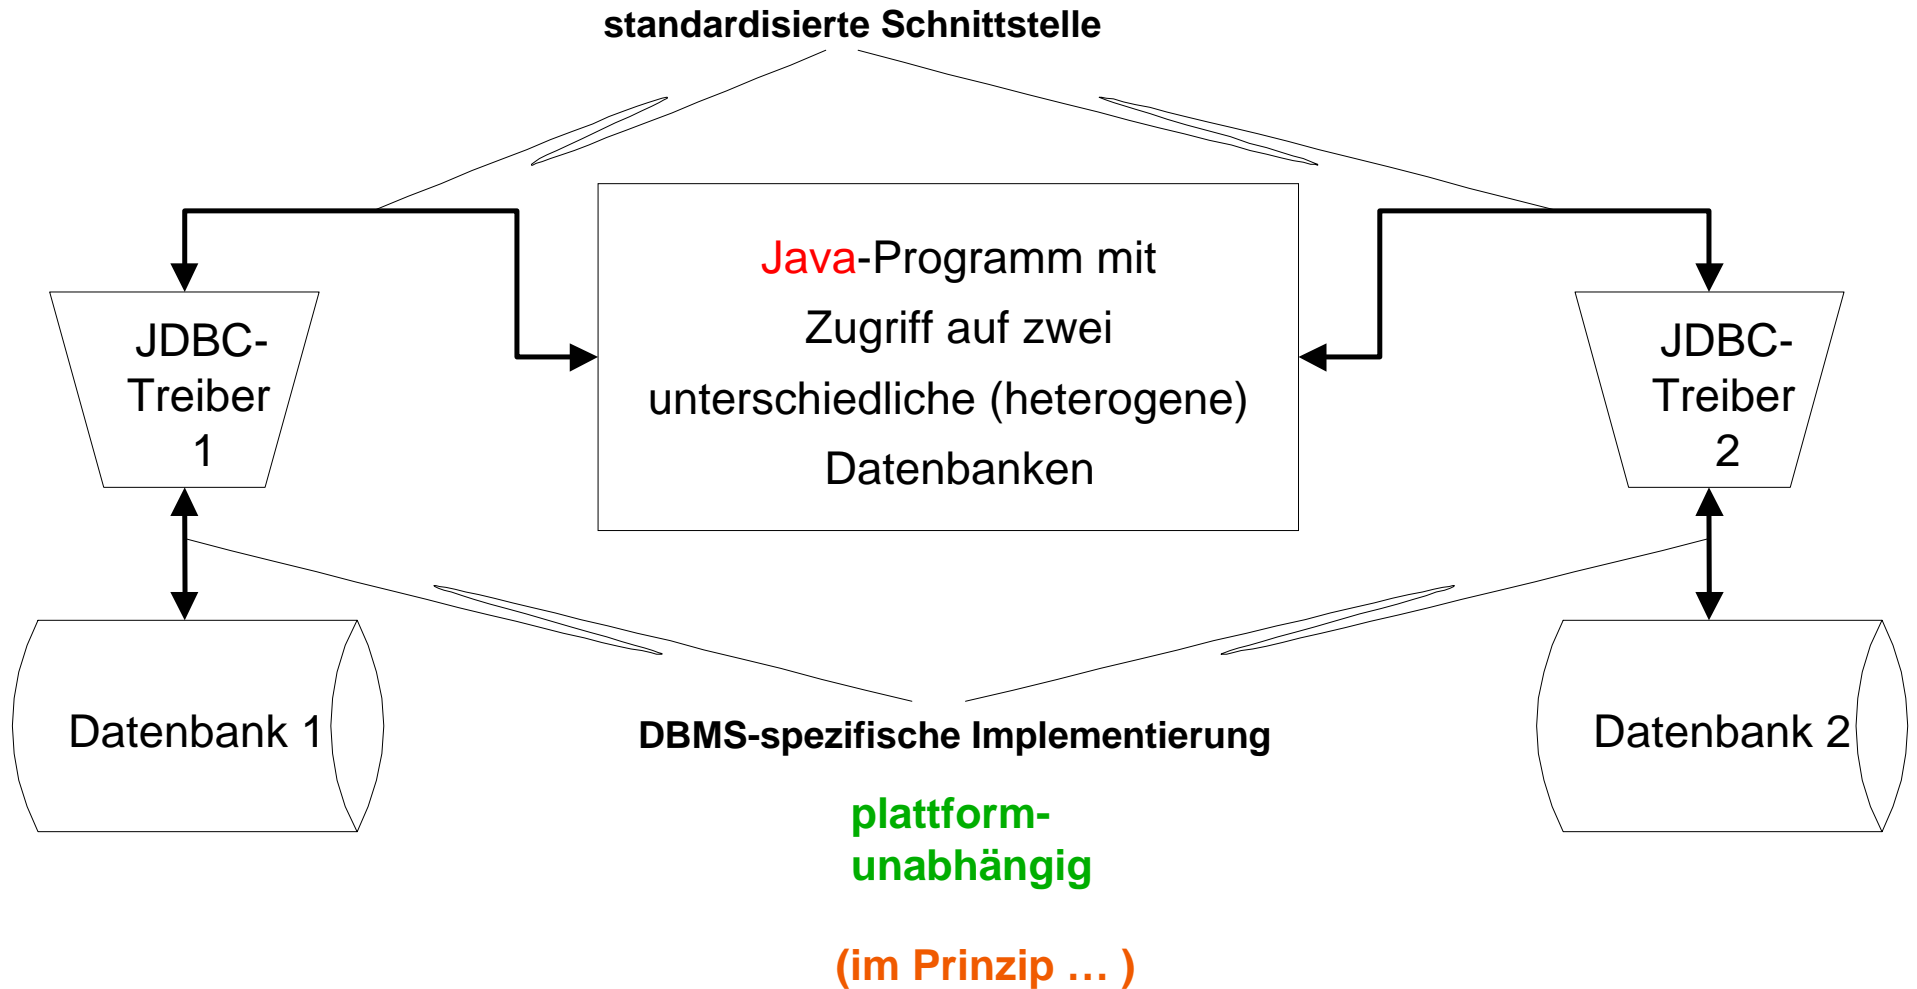 standardisierte Schnittstelle
Java-Programm mit
Zugriff auf zwei
unterschiedliche (heterogene)
Datenbanken
JDBC-
Treiber
1
JDBC-
Treiber
2
Datenbank 1
Datenbank 2
DBMS-spezifische Implementierung
plattform-
unabhängig
(im Prinzip … )